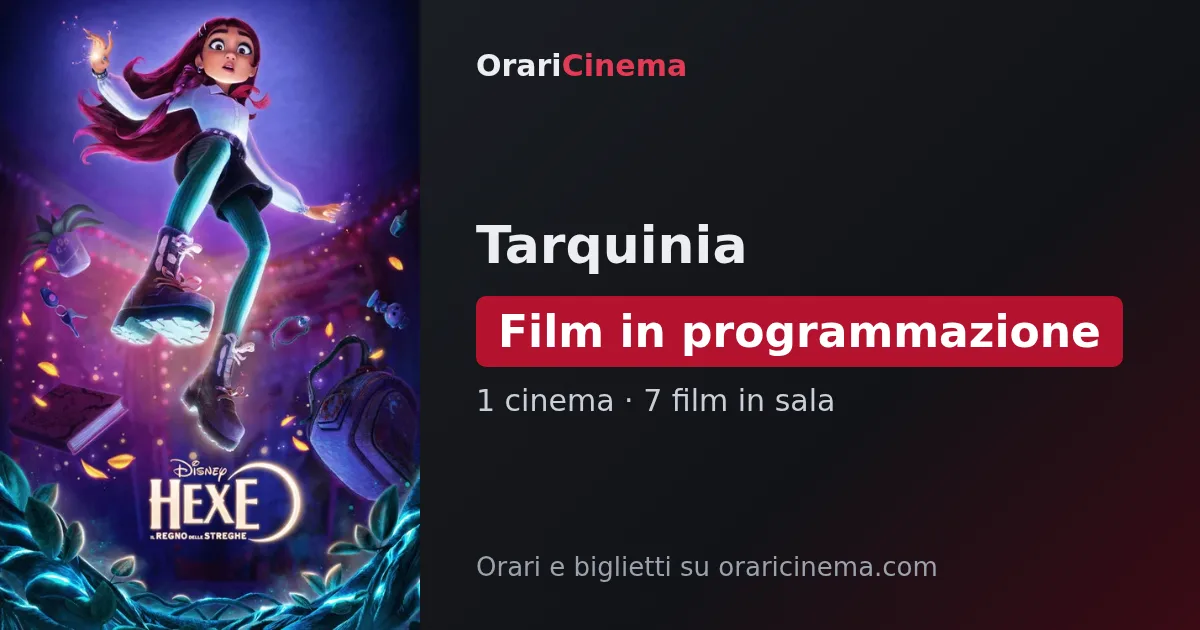 OrariCinema
Tarquinia
Film in programmazione
1 cinema · 7 film in sala
Orari e biglietti su oraricinema.com
Disney
HEXE
IL REGNO DELLE STREGHE